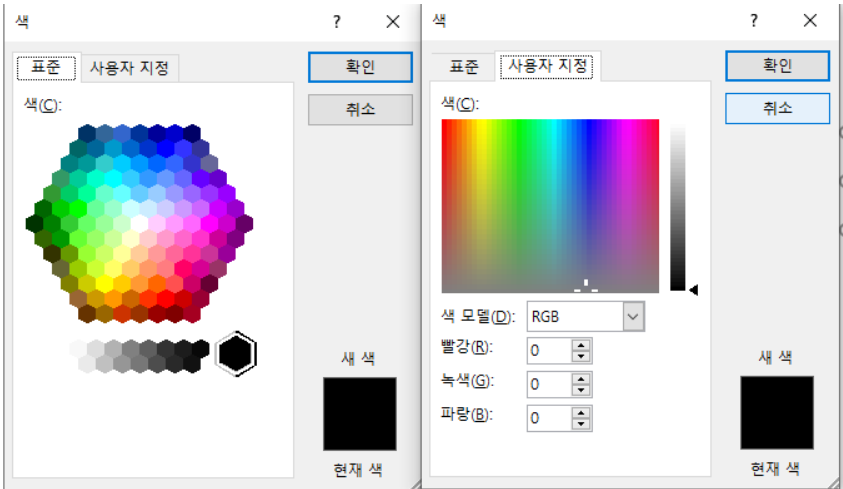 색 ? ×
표준 사용자 지정 확인
색(C): 취소
새 색
현재 색
색 ? ×
표준 사용자 지정 확인
색(C): 취소
색 모델(D): RGB
빨강(R): 0
녹색(G): 0
파랑(B): 0
새 색
현재 색